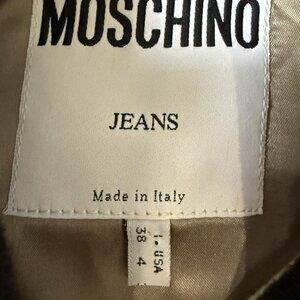 MOSCHINO
JEANS
Made in Italy
I. USA
38 4